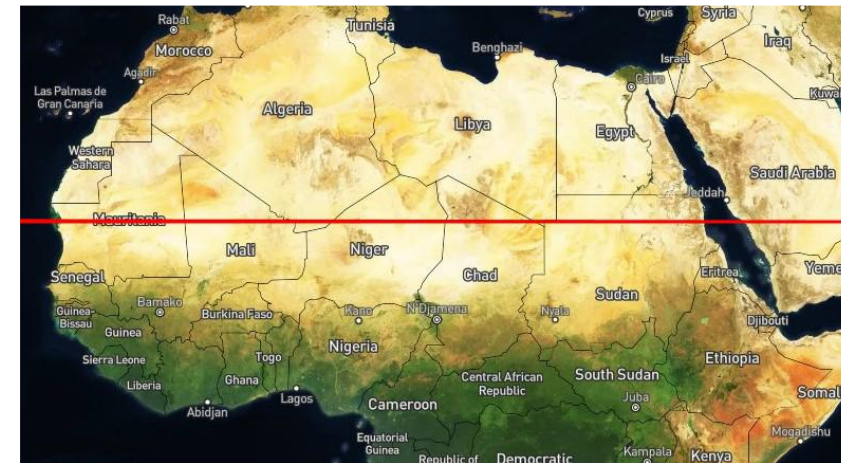 Rabat
Tunisia
Cyprus
Syria
Morocco
Benghazi
Iraq
Israel
Agadir
Cairo
Las Palmas de
Gran Canaria
Kuwa
Algeria
Libya
Egypt
Western
Sahara
Saudi Arabia
Jeddah
Mauritania
Mali
Niger
Chad
Senegal
Eritrea
Yeme
Sudan
Bamako
Guinea-
Bissau
Burkina Faso
Kano
N'Djamena
Nyala
Djibouti
Guinea
Nigeria
Sierra Leone
Togo
Ethiopia
Liberia
Ghana
Central African
Republic
South Sudan
Somal
Lagos
Juba
Abidjan
Cameroon
Mogadishu
Equatorial
Guinea
Republic of
Democratic
Kampala
Kenya